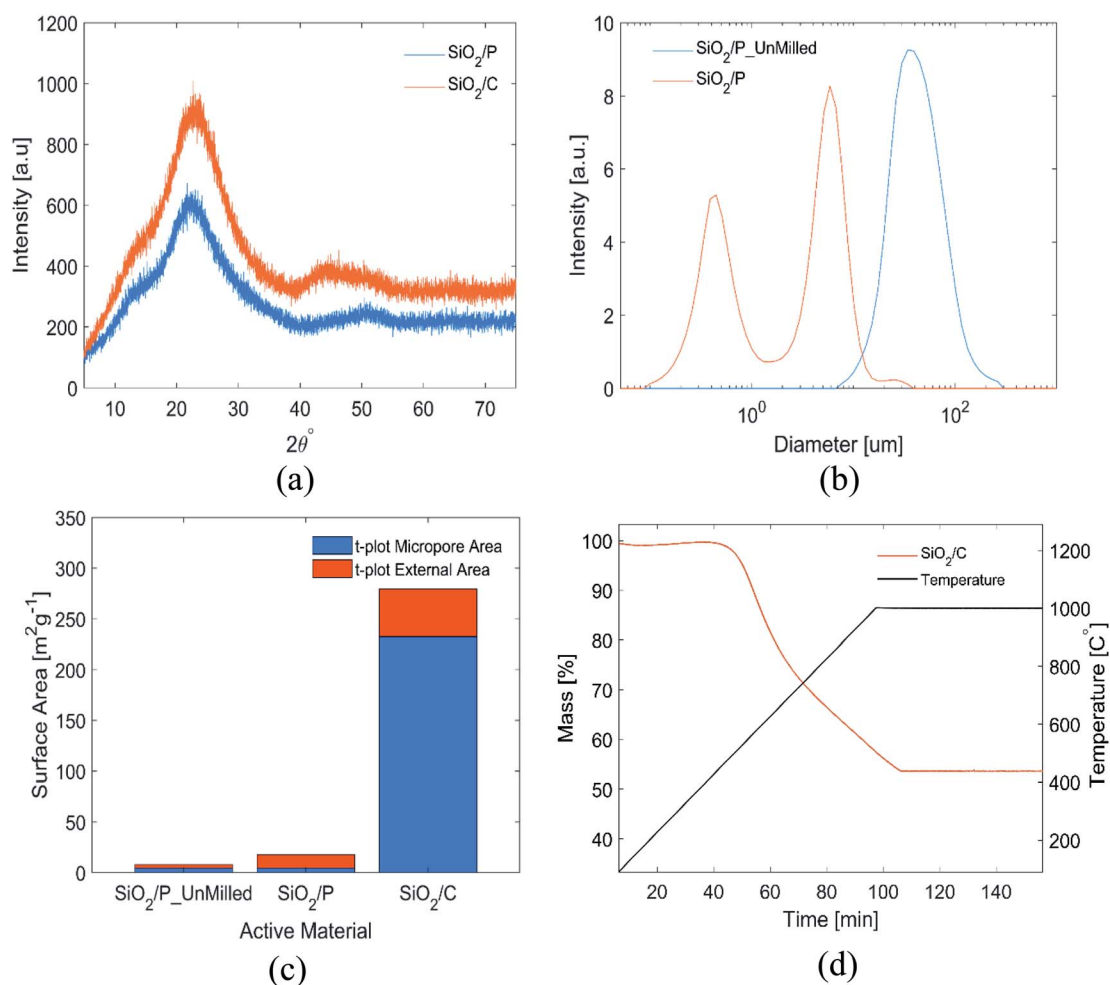 1200
1000
800
600
400
200
0
Intensity [a.u]
SiO₂/P
SiO₂/C
10 20 30 40 50 60 70
2θ°
(a)
10
8
6
4
2
0
Intensity [a.u.]
SiO₂/P_UnMilled
SiO₂/P
10⁰ 10²
Diameter [um]
(b)
350
300
250
200
150
100
50
0
Surface Area [m²g⁻¹]
t-plot Micropore Area
t-plot External Area
SiO₂/P_UnMilled SiO₂/P SiO₂/C
Active Material
(c)
100
90
80
70
60
50
40
Mass [%]
SiO₂/C
Temperature
1200
1000
800
600
400
200
Temperature [C°]
20 40 60 80 100 120 140
Time [min]
(d)